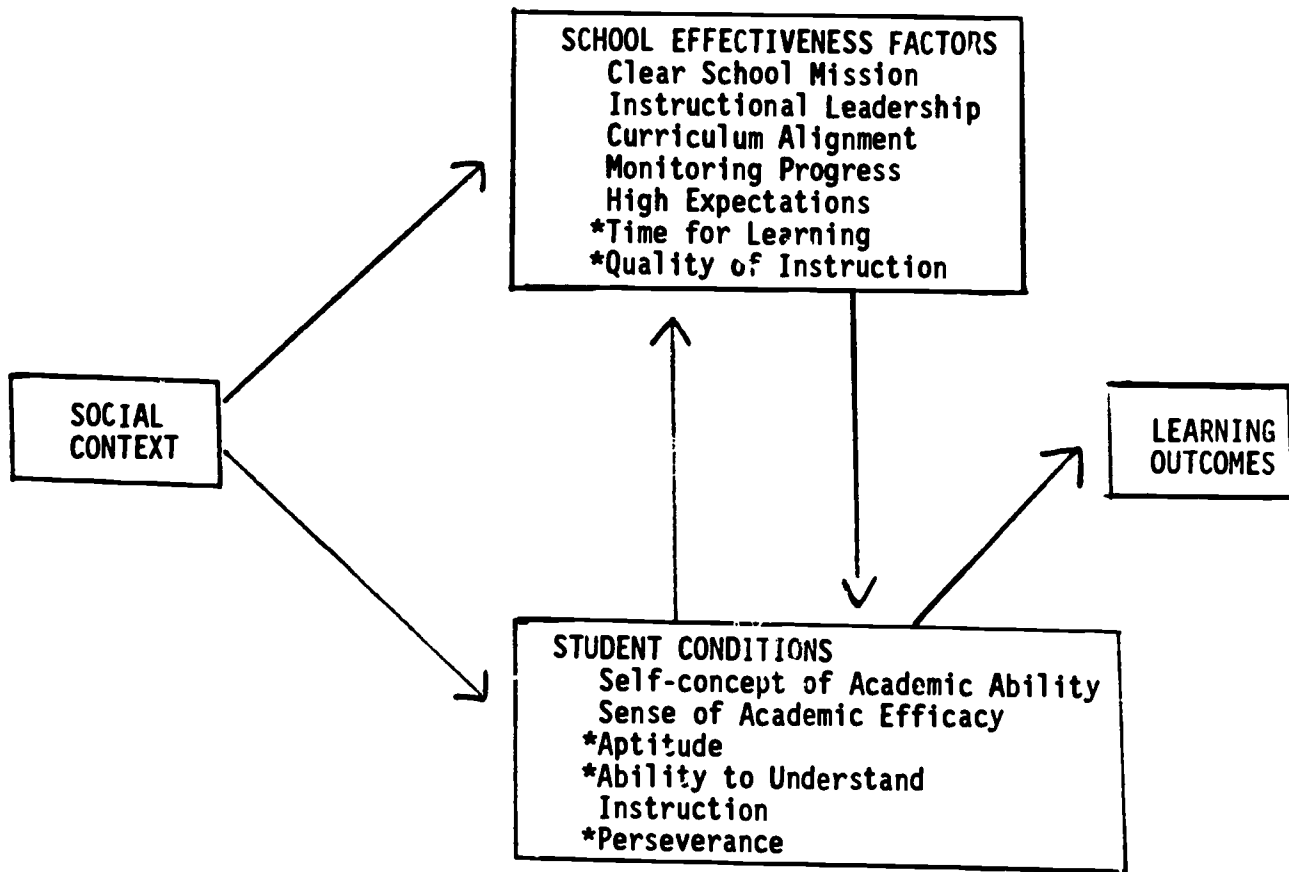 SCHOOL EFFECTIVENESS FACTORS
Clear School Mission
Instructional Leadership
Curriculum Alignment
Monitoring Progress
High Expectations
*Time for Learning
*Quality of Instruction
SOCIAL
CONTEXT
LEARNING
OUTCOMES
STUDENT CONDITIONS
Self-concept of Academic Ability
Sense of Academic Efficacy
*Aptitude
*Ability to Understand
Instruction
*Perseverance